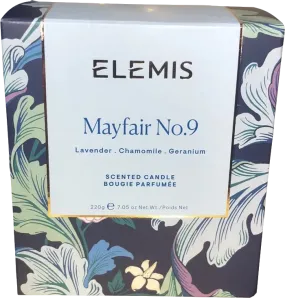 ELEMIS
Mayfair No.9
Lavender . Chamomile . Geranium
SCENTED CANDLE
BOUGIE PARFUMÉE
220g ℮ 7.05 oz Net Wt. / Poids Net